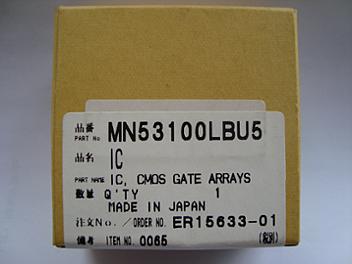 品番 PART No MN53100LBU5
品名 IC
PART NAME IC, CMOS GATE ARRAYS
数量 Q'TY 1
MADE IN JAPAN
注文No. / ORDER NO. ER15633-01
備考 ITEM NO. 0065